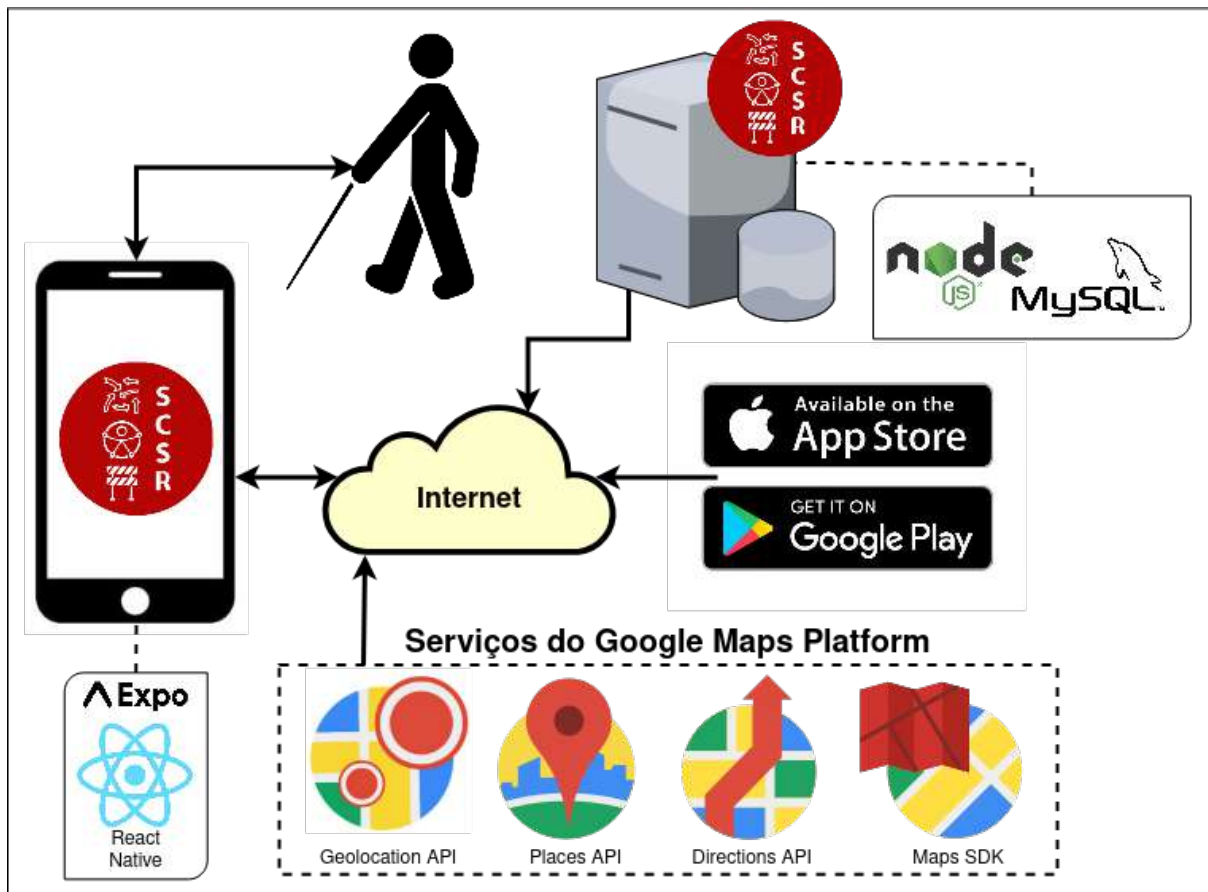 S
C
S
R
node
JS
MySQL
S
C
S
R
Available on the
App Store
Internet
GET IT ON
Google Play
Serviços do Google Maps Platform
Expo
React
Native
Geolocation API
Places API
Directions API
Maps SDK